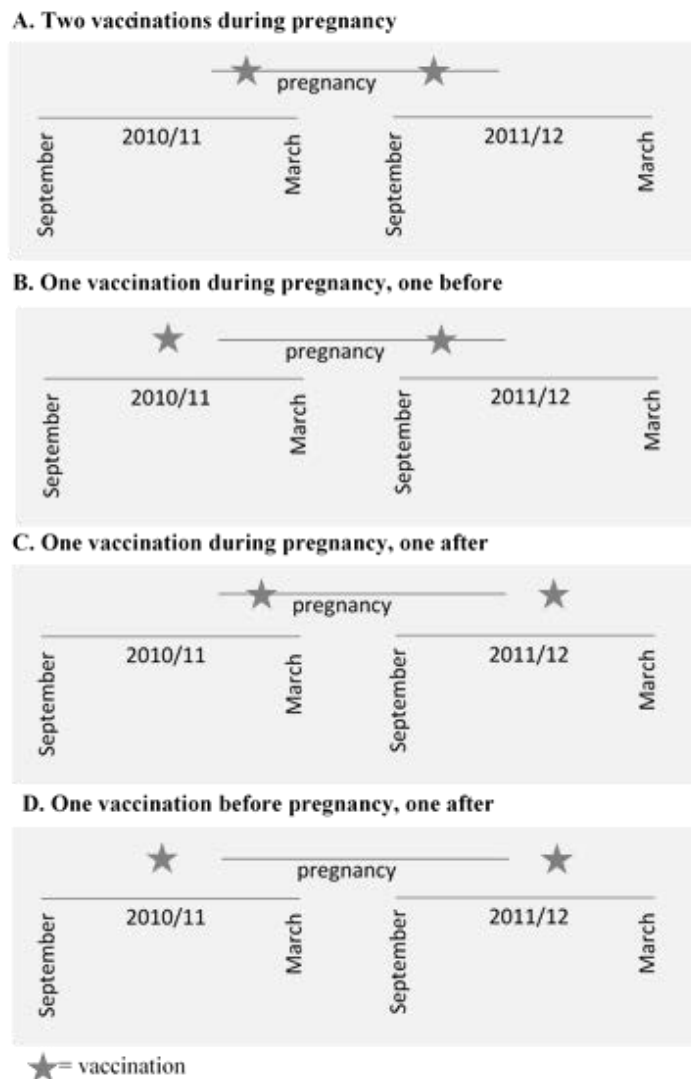 A. Two vaccinations during pregnancy
pregnancy
2010/11
2011/12
September
March
September
March
B. One vaccination during pregnancy, one before
pregnancy
2010/11
2011/12
September
March
September
March
C. One vaccination during pregnancy, one after
pregnancy
2010/11
2011/12
September
March
September
March
D. One vaccination before pregnancy, one after
pregnancy
2010/11
2011/12
September
March
September
March
= vaccination